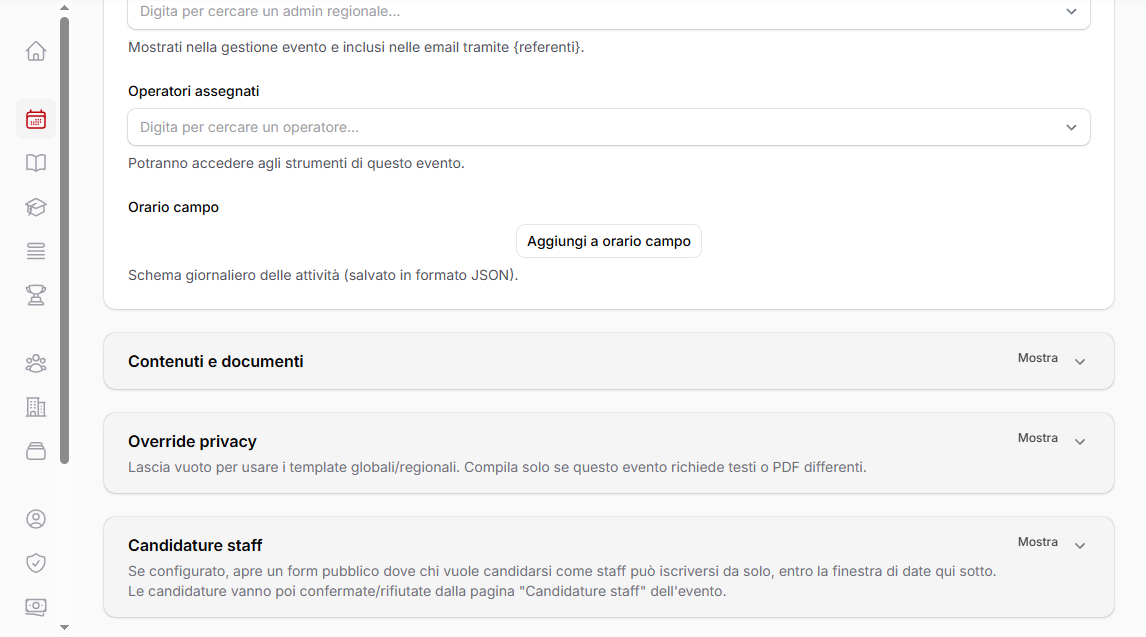 Digita per cercare un admin regionale...
Mostrati nella gestione evento e inclusi nelle email tramite {referenti}.
Operatori assegnati
Digita per cercare un operatore...
Potranno accedere agli strumenti di questo evento.
Orario campo
Aggiungi a orario campo
Schema giornaliero delle attività (salvato in formato JSON).
Contenuti e documenti
Mostra
Override privacy
Mostra
Lascia vuoto per usare i template globali/regionali. Compila solo se questo evento richiede testi o PDF differenti.
Candidature staff
Mostra
Se configurato, apre un form pubblico dove chi vuole candidarsi come staff può iscriversi da solo, entro la finestra di date qui sotto.
Le candidature vanno poi confermate/rifiutate dalla pagina "Candidature staff" dell'evento.